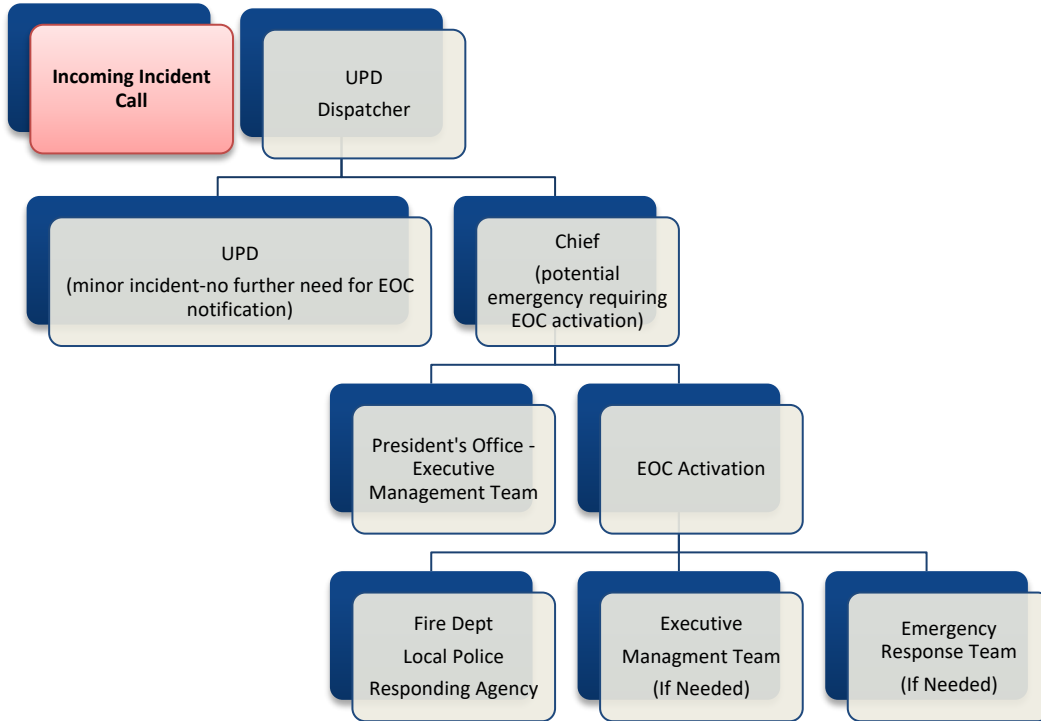 Incoming Incident
Call
UPD
Dispatcher
UPD
(minor incident-no further need for EOC
notification)
Chief
(potential
emergency requiring
EOC activation)
President's Office -
Executive
Management Team
EOC Activation
Fire Dept
Local Police
Responding Agency
Executive
Managment Team
(If Needed)
Emergency
Response Team
(If Needed)